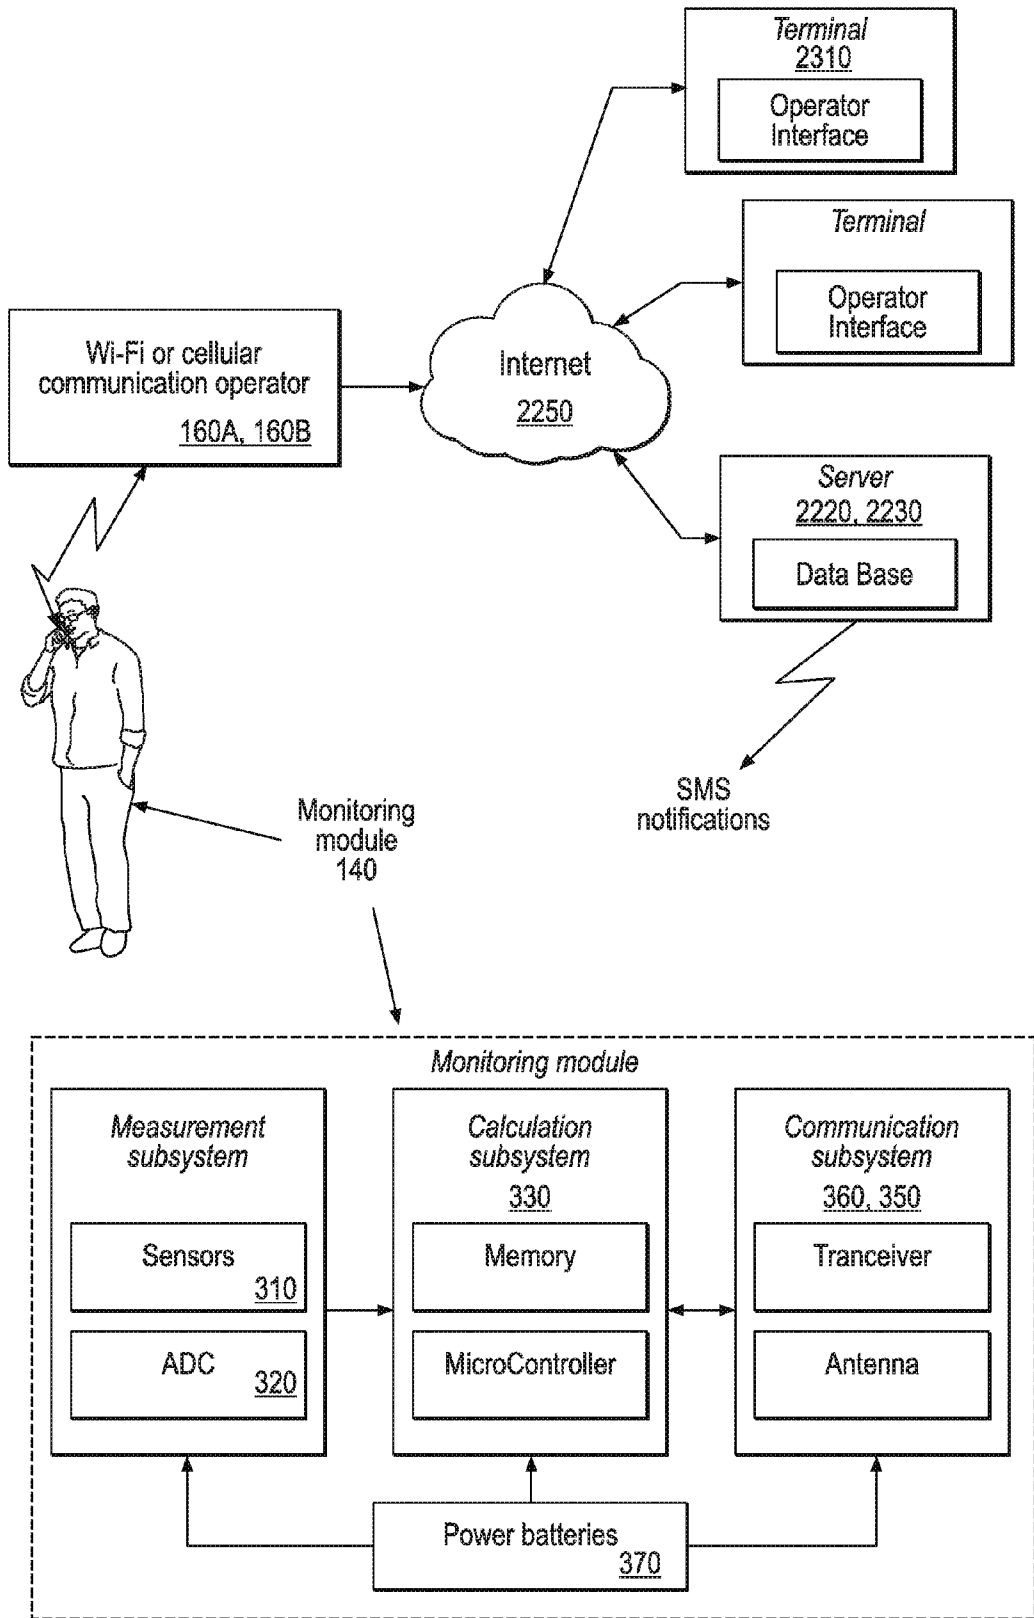 Terminal
2310
Operator
Interface
Terminal
Operator
Interface
Wi-Fi or cellular
communication operator
160A, 160B
Internet
2250
Server
2220, 2230
Data Base
SMS
notifications
Monitoring
module
140
Monitoring module
Measurement
subsystem
Sensors
310
ADC
320
Calculation
subsystem
330
Memory
MicroController
Communication
subsystem
360, 350
Tranceiver
Antenna
Power batteries
370